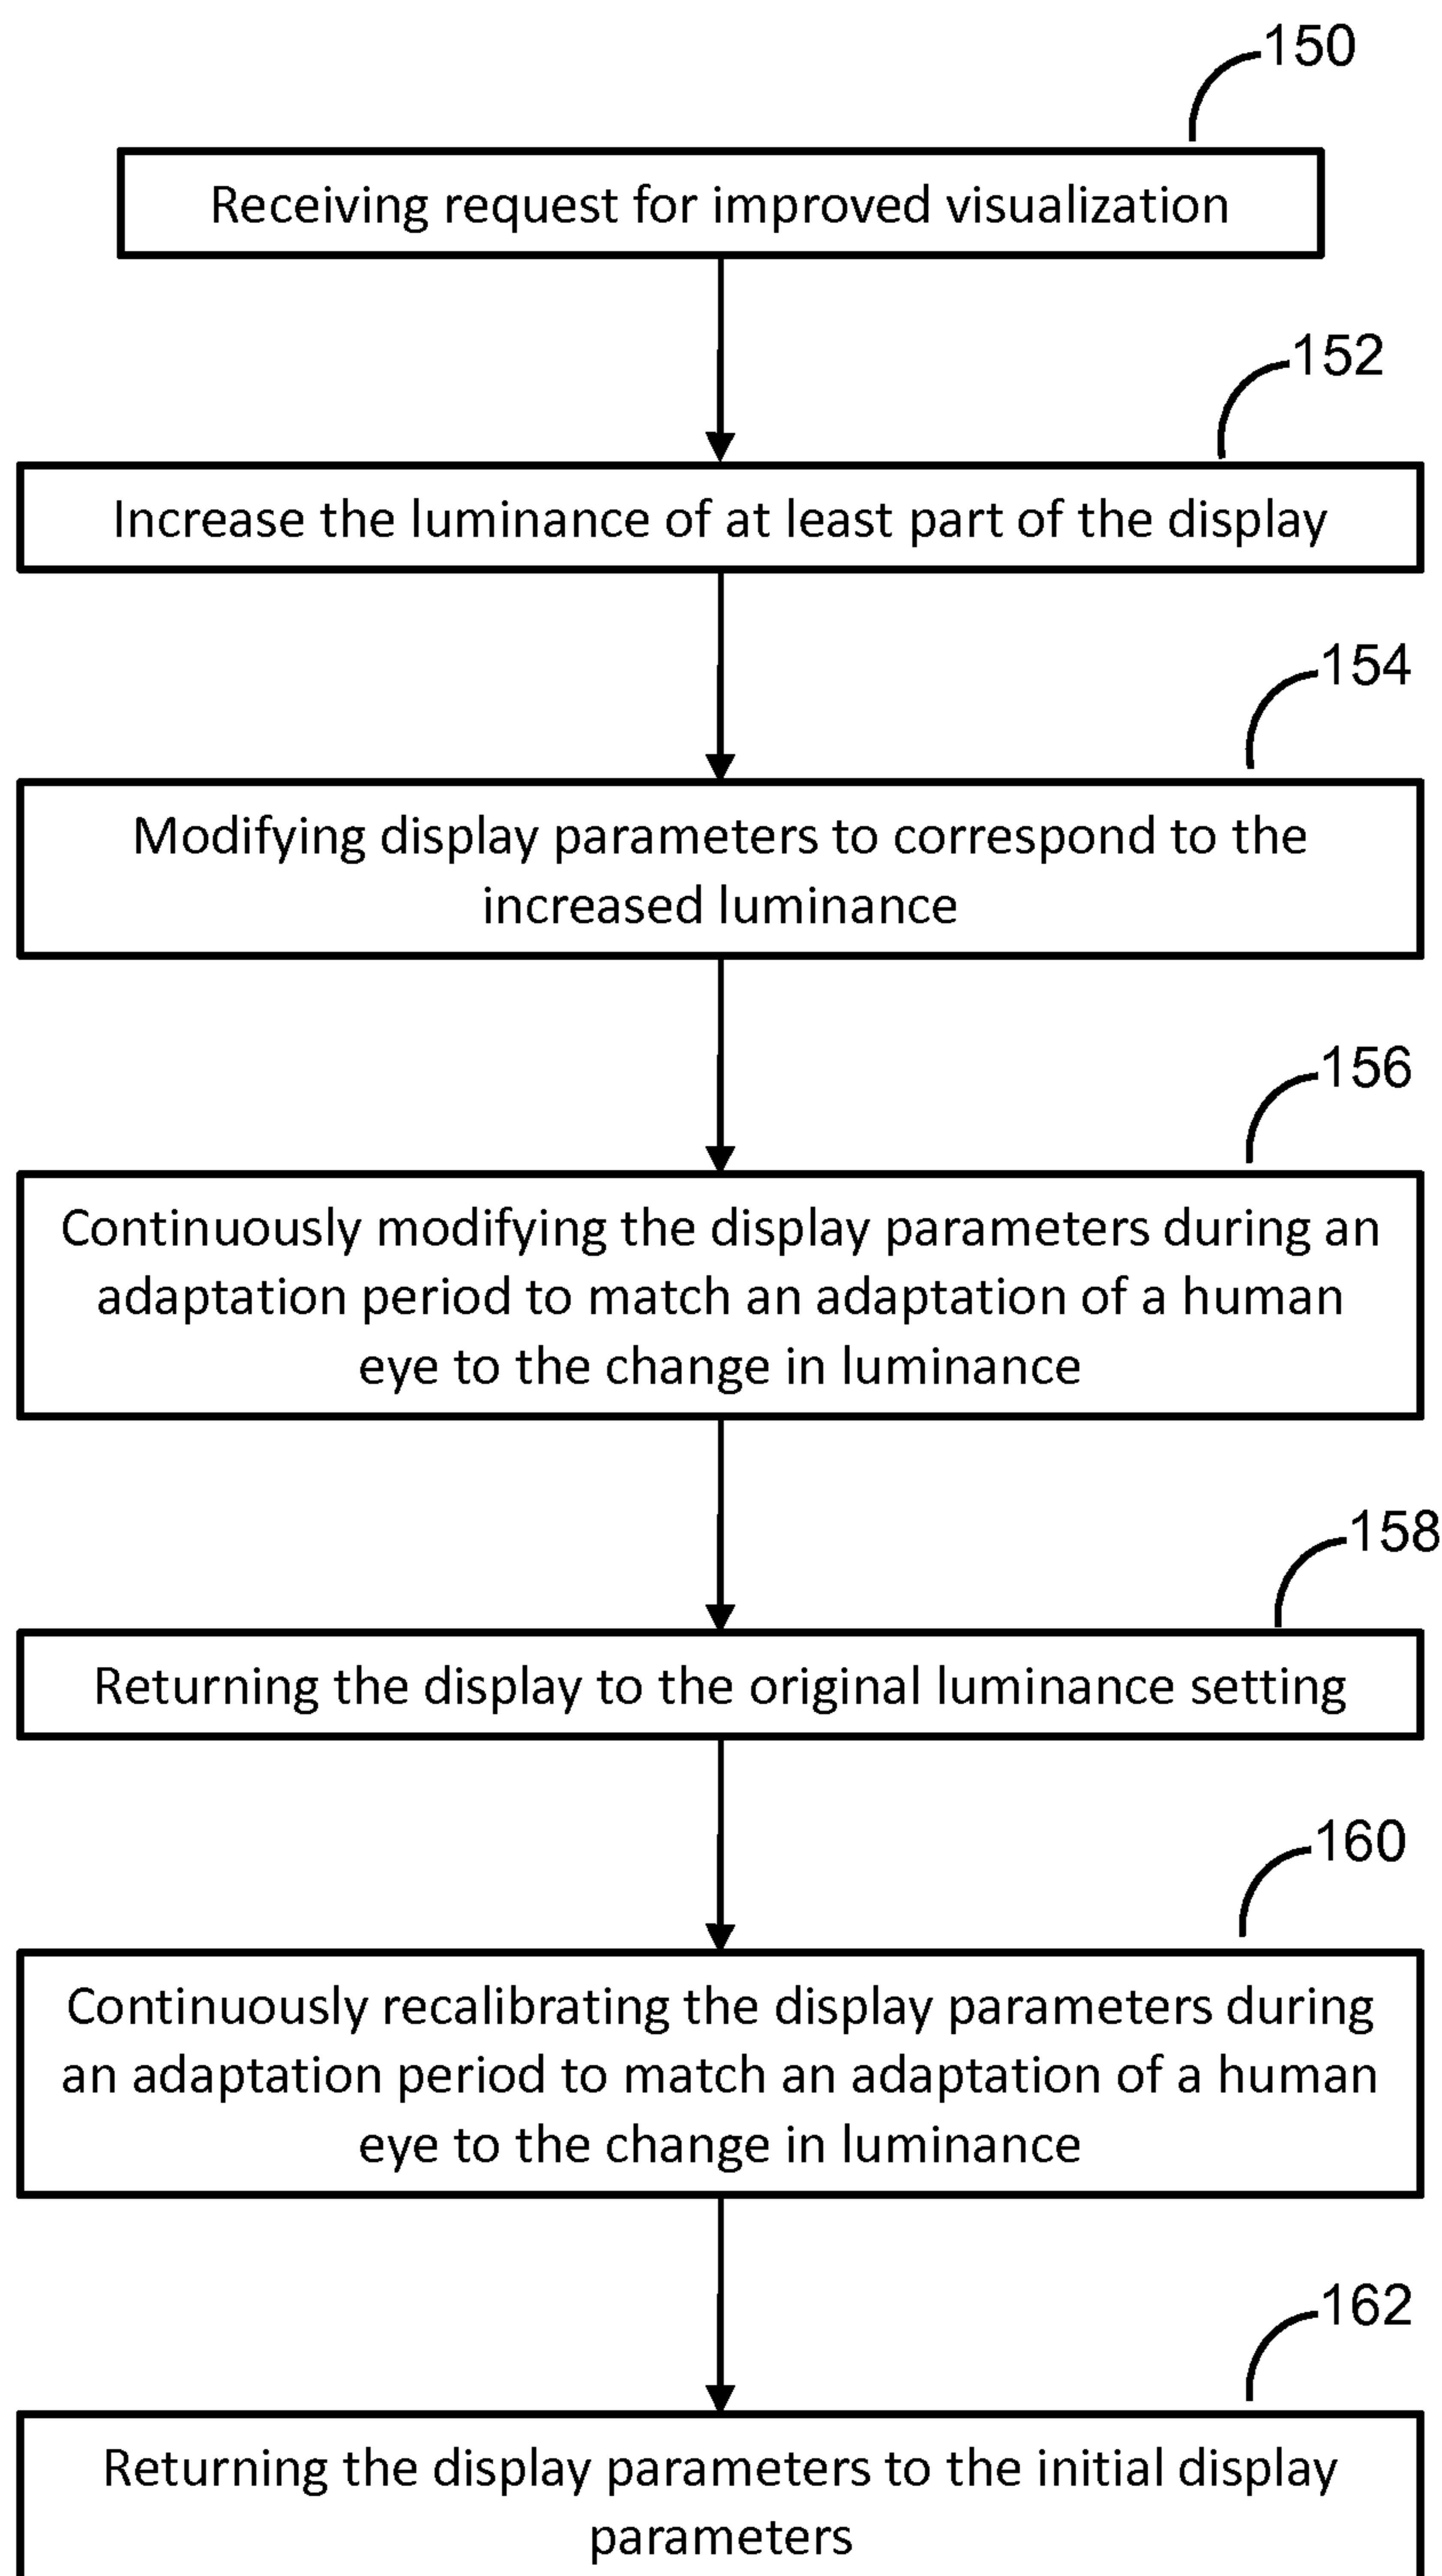 150
Receiving request for improved visualization
152
Increase the luminance of at least part of the display
154
Modifying display parameters to correspond to the
increased luminance
156
Continuously modifying the display parameters during an
adaptation period to match an adaptation of a human
eye to the change in luminance
158
Returning the display to the original luminance setting
160
Continuously recalibrating the display parameters during
an adaptation period to match an adaptation of a human
eye to the change in luminance
162
Returning the display parameters to the initial display
parameters